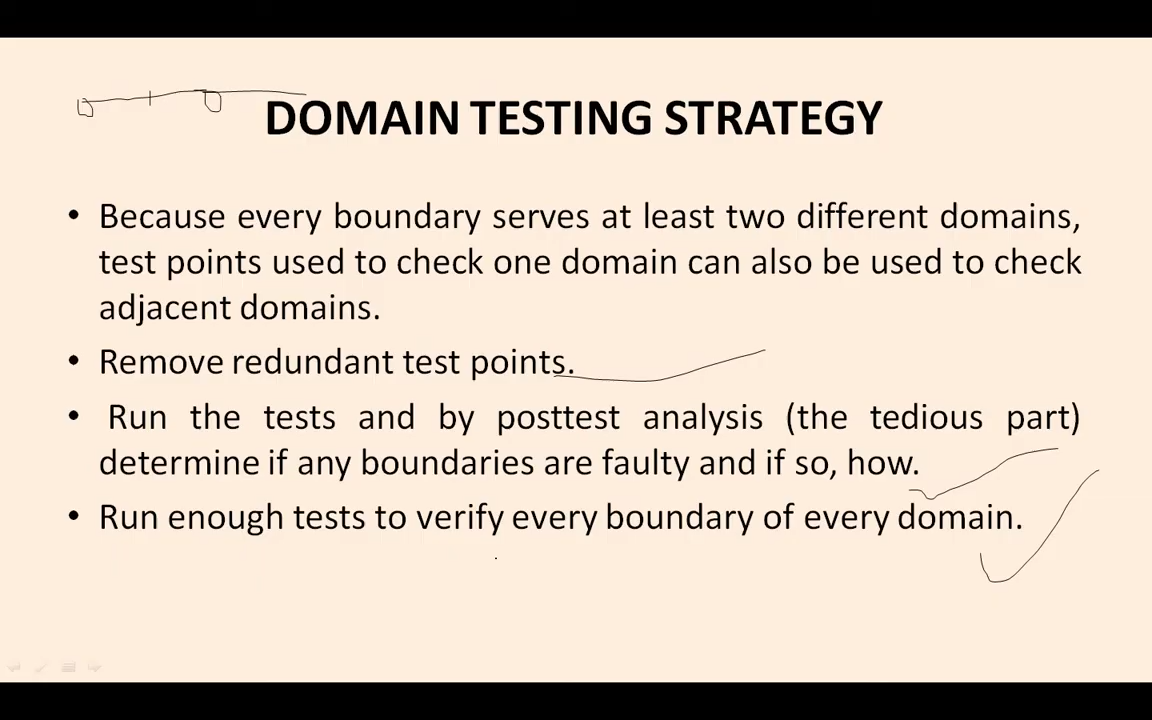 DOMAIN TESTING STRATEGY
• Because every boundary serves at least two different domains,
test points used to check one domain can also be used to check
adjacent domains.
• Remove redundant test points.
• Run the tests and by posttest analysis (the tedious part)
determine if any boundaries are faulty and if so, how.
• Run enough tests to verify every boundary of every domain.